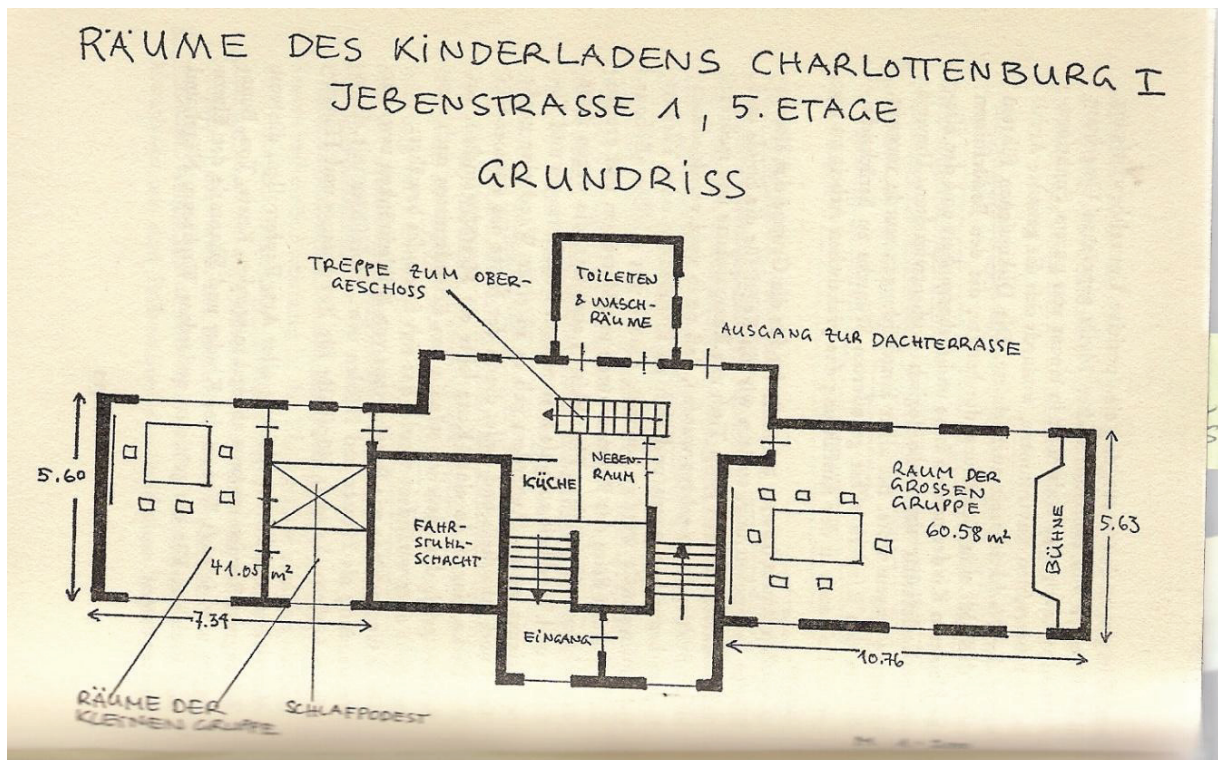 RÄUME DES KINDERLADENS CHARLOTTENBURG I
JEBENSTRASSE 1, 5. ETAGE
GRUNDRISS
TREPPE ZUM OBER-
GESCHOSS
TOILETTEN
& WASCH-
RÄUME
AUSGANG ZUR DACHTERRASSE
5.60
KÜCHE
NEBEN-
RAUM
RAUM DER
GROSSEN
GRUPPE
60.58 m²
BÜHNE
5.63
FAHR-
STUHL-
SCHACHT
41.05 m²
7.34
EINGANG
10.76
RÄUME DER
KLEINEN GRUPPE
SCHLAFPODEST